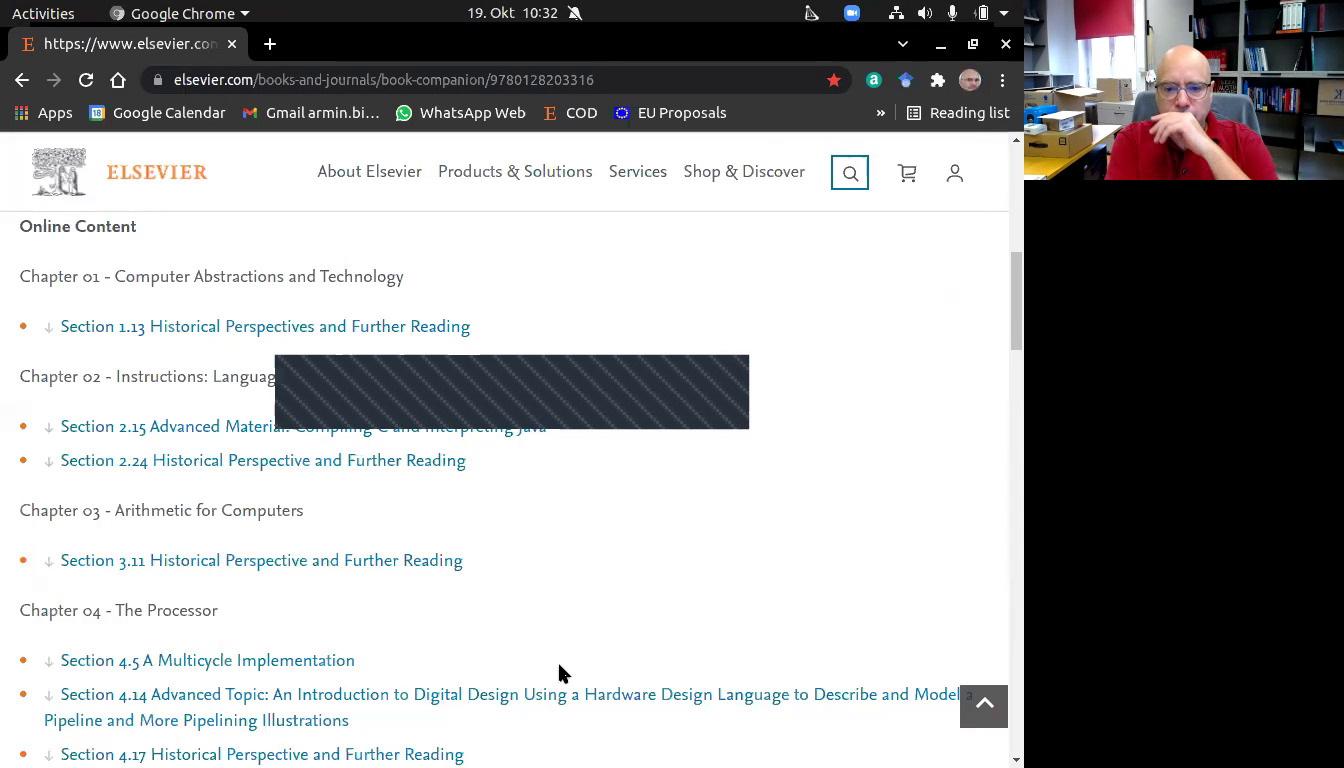 Activities Google Chrome 19. Okt 10:32
https://www.elsevier.con
elsevier.com/books-and-journals/book-companion/9780128203316
Apps Google Calendar Gmail armin.bi... WhatsApp Web COD EU Proposals » Reading list
ELSEVIER About Elsevier Products & Solutions Services Shop & Discover
Online Content
Chapter 01 - Computer Abstractions and Technology
Section 1.13 Historical Perspectives and Further Reading
Chapter 02 - Instructions:
Section 2.15 Advanced Material: Compiling C and Interpreting Java
Section 2.24 Historical Perspective and Further Reading
Chapter 03 - Arithmetic for Computers
Section 3.11 Historical Perspective and Further Reading
Chapter 04 - The Processor
Section 4.5 A Multicycle Implementation
Section 4.14 Advanced Topic: An Introduction to Digital Design Using a Hardware Design Language to Describe and Model a
Pipeline and More Pipelining Illustrations
Section 4.17 Historical Perspective and Further Reading